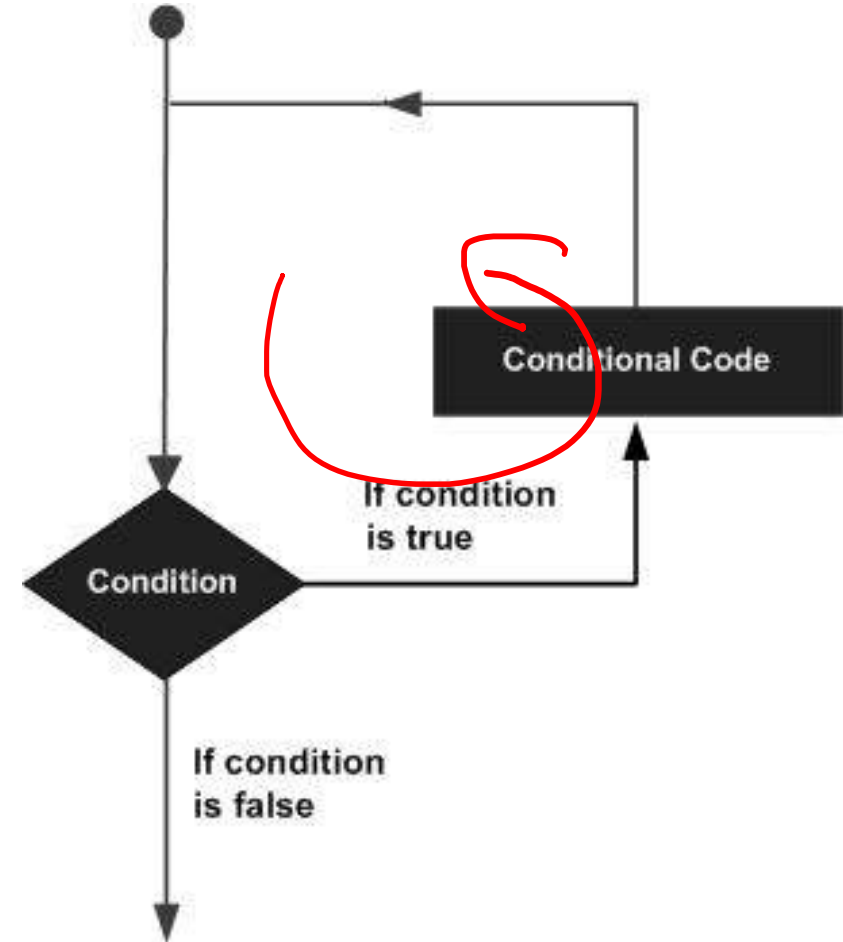 Conditional Code
If condition
is true
Condition
If condition
is false